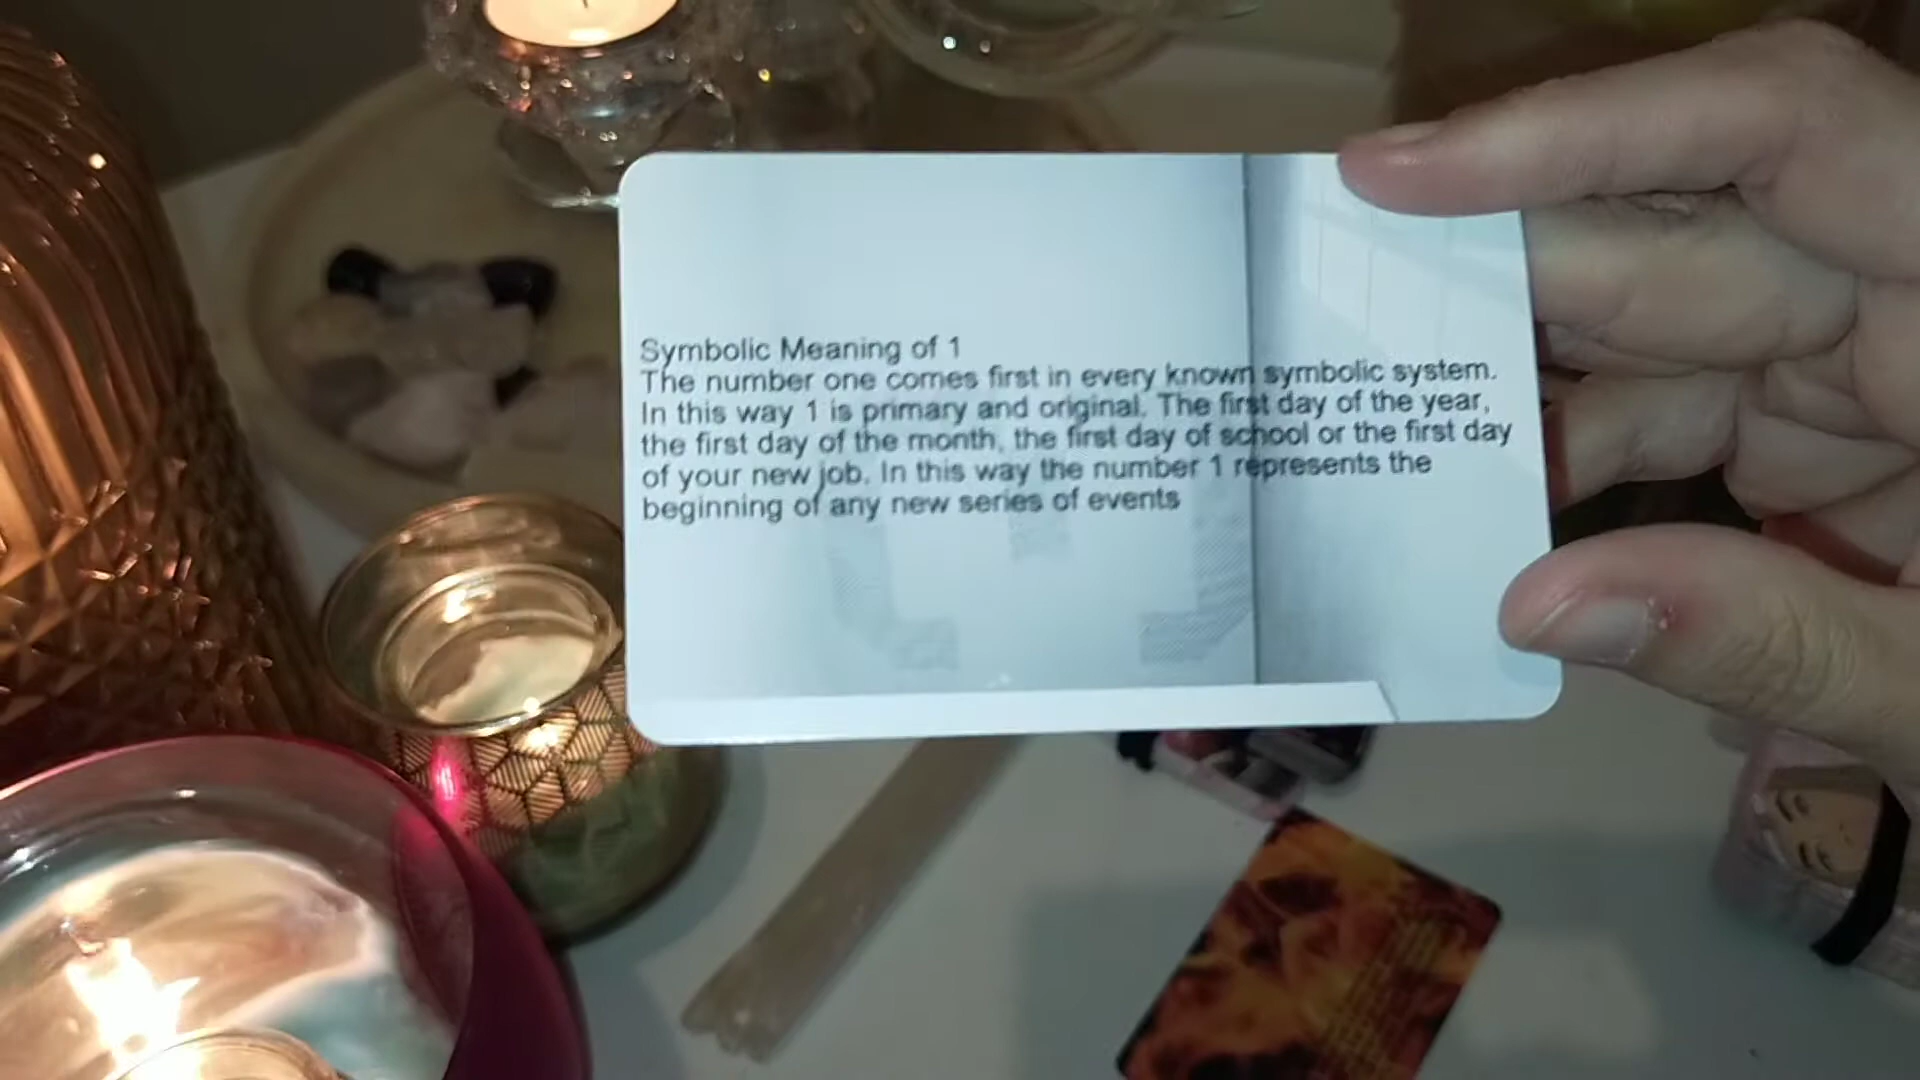 Symbolic Meaning of 1
The number one comes first in every known symbolic system.
In this way 1 is primary and original. The first day of the year,
the first day of the month, the first day of school or the first day
of your new job. In this way the number 1 represents the
beginning of any new series of events